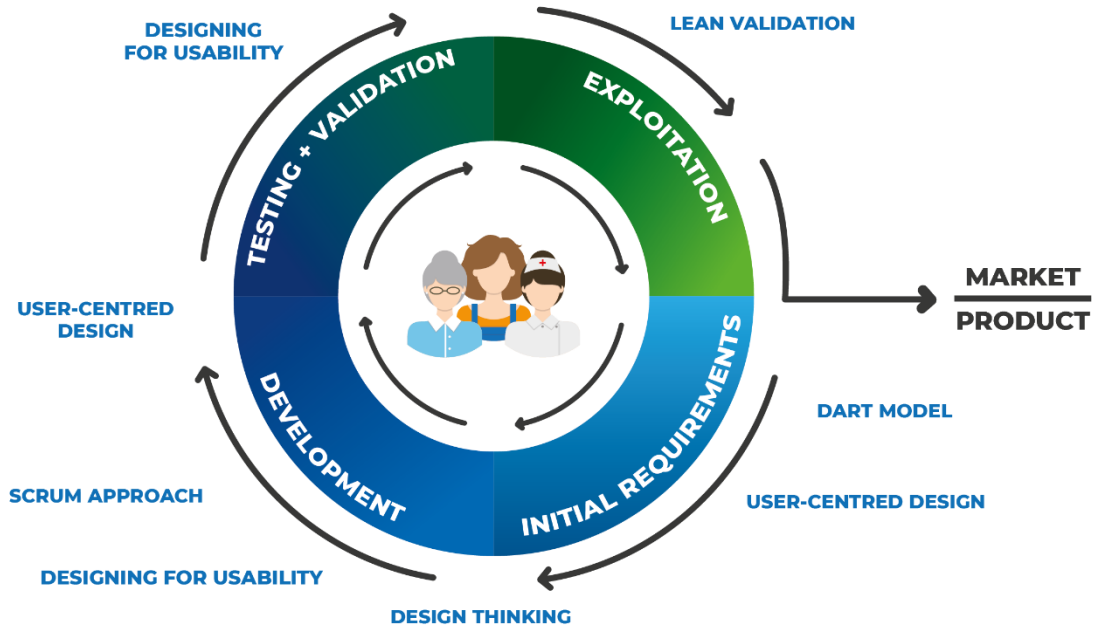 DESIGNING
FOR USABILITY
LEAN VALIDATION
TESTING + VALIDATION
EXPLOITATION
MARKET
PRODUCT
USER-CENTRED
DESIGN
DEVELOPMENT
INITIAL REQUIREMENTS
DART MODEL
SCRUM APPROACH
USER-CENTRED DESIGN
DESIGNING FOR USABILITY
DESIGN THINKING